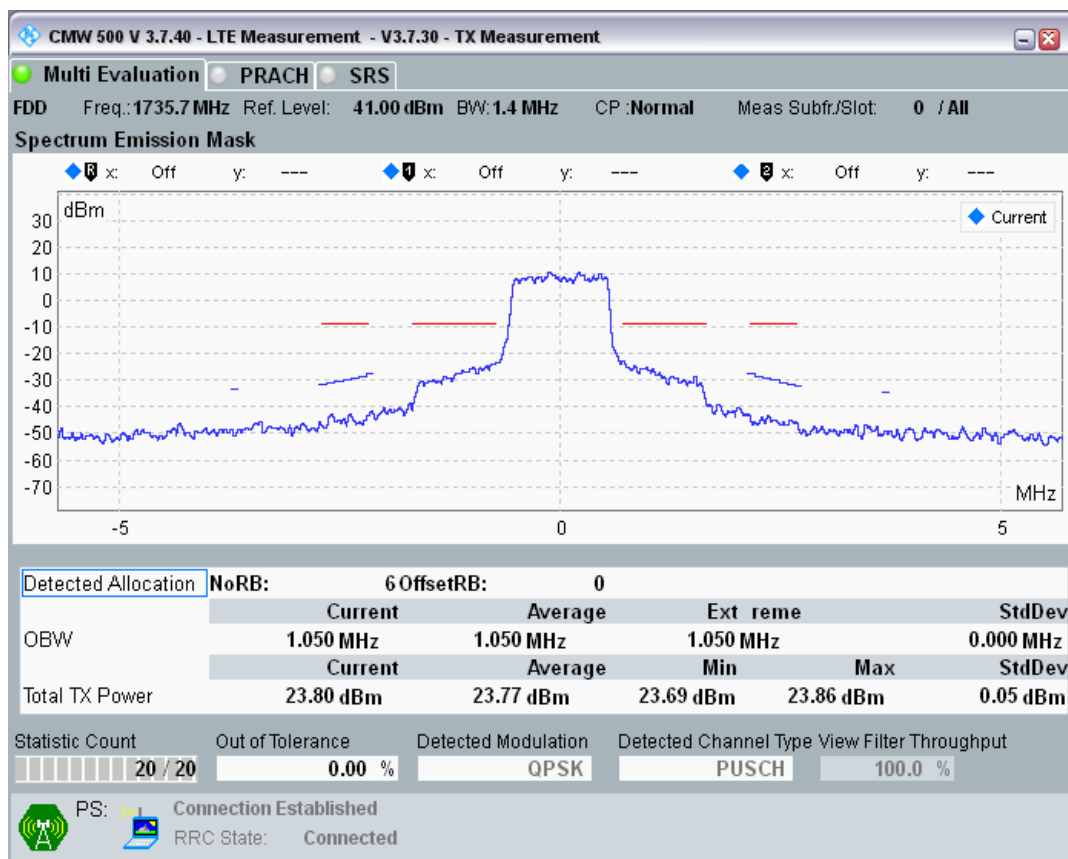 CMW 500 V 3.7.40 - LTE Measurement - V3.7.30 - TX Measurement
Multi Evaluation PRACH SRS
FDD Freq.: 1735.7 MHz Ref. Level: 41.00 dBm BW: 1.4 MHz CP :Normal Meas Subfr./Slot: 0 / All
Spectrum Emission Mask
R x: Off y: --- 1 x: Off y: --- 2 x: Off y: ---
dBm
Current
30
20
10
0
-10
-20
-30
-40
-50
-60
-70
MHz
-5 0 5
Detected Allocation NoRB: 6 OffsetRB: 0
Current Average Ext reme StdDev
OBW 1.050 MHz 1.050 MHz 1.050 MHz 0.000 MHz
Current Average Min Max StdDev
Total TX Power 23.80 dBm 23.77 dBm 23.69 dBm 23.86 dBm 0.05 dBm
Statistic Count Out of Tolerance Detected Modulation Detected Channel Type View Filter Throughput
20 / 20 0.00 % QPSK PUSCH 100.0 %
PS: Connection Established
RRC State: Connected